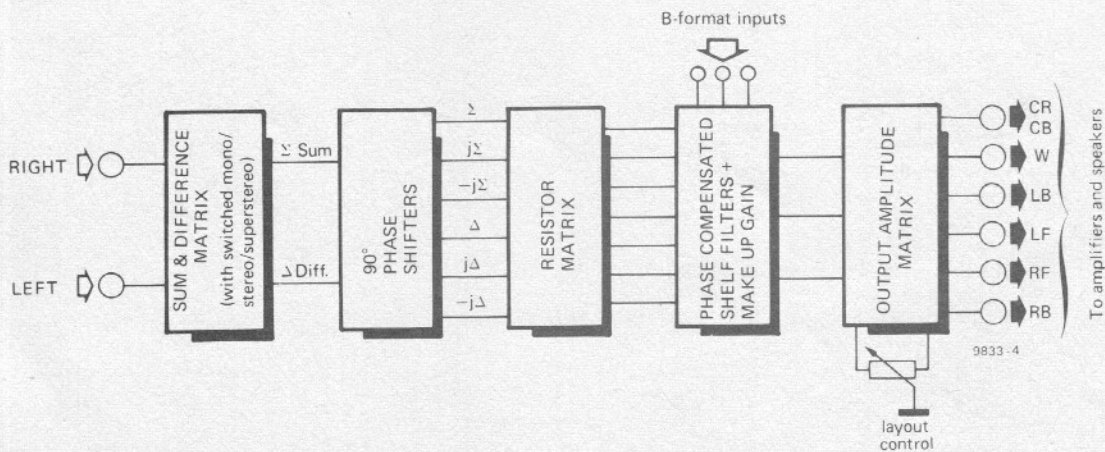 B-format inputs
RIGHT
LEFT
SUM & DIFFERENCE
MATRIX
(with switched mono/
stereo/superstereo)
Σ Sum
Δ Diff.
90°
PHASE
SHIFTERS
Σ
jΣ
–jΣ
Δ
jΔ
–jΔ
RESISTOR
MATRIX
PHASE COMPENSATED
SHELF FILTERS +
MAKE UP GAIN
OUTPUT AMPLITUDE
MATRIX
CR
CB
W
LB
LF
RF
RB
To amplifiers and speakers
9833 - 4
layout
control